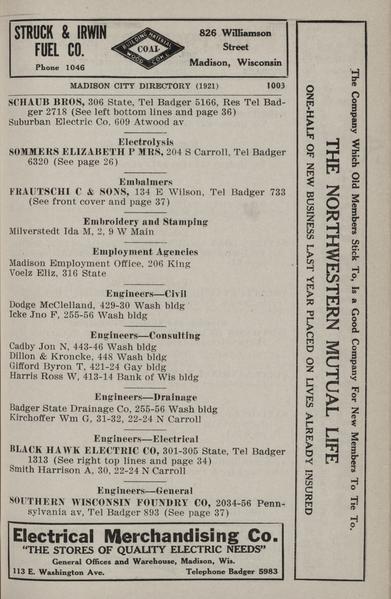 STRUCK & IRWIN
FUEL CO.
Phone 1046
BUILDING MATERIAL
COAL
WOOD COKE
826 Williamson
Street
Madison, Wisconsin
MADISON CITY DIRECTORY (1921) 1003
SCHAUB BROS, 306 State, Tel Badger 5166, Res Tel Bad-
ger 2718 (See left bottom lines and page 36)
Suburban Electric Co, 609 Atwood av
Electrolysis
SOMMERS ELIZABETH P MRS, 204 S Carroll, Tel Badger
6320 (See page 26)
Embalmers
FRAUTSCHI C & SONS, 134 E Wilson, Tel Badger 733
(See front cover and page 37)
Embroidery and Stamping
Milverstedt Ida M, 2, 9 W Main
Employment Agencies
Madison Employment Office, 206 King
Voelz Eliz, 316 State
Engineers—Civil
Dodge McClelland, 429-30 Wash bldg
Icke Jno F, 255-56 Wash bldg
Engineers—Consulting
Cadby Jon N, 443-46 Wash bldg
Dillon & Kroncke, 448 Wash bldg
Gifford Byron T, 421-24 Gay bldg
Harris Ross W, 413-14 Bank of Wis bldg
Engineers—Drainage
Badger State Drainage Co, 255-56 Wash bldg
Kirchoffer Wm G, 31-32, 22-24 N Carroll
Engineers—Electrical
BLACK HAWK ELECTRIC CO, 301-305 State, Tel Badger
1313 (See right top lines and page 34)
Smith Harrison A, 30, 22-24 N Carroll
Engineers—General
SOUTHERN WISCONSIN FOUNDRY CO, 2034-56 Penn-
sylvania av, Tel Badger 893 (See page 37)
Electrical Merchandising Co.
"THE STORES OF QUALITY ELECTRIC NEEDS"
General Offices and Warehouse, Madison, Wis.
113 E. Washington Ave. Telephone Badger 5983
The Company Which Old Members Stick To, Is a Good Company For New Members To Tie To.
THE NORTHWESTERN MUTUAL LIFE
ONE-HALF OF NEW BUSINESS LAST YEAR PLACED ON LIVES ALREADY INSURED